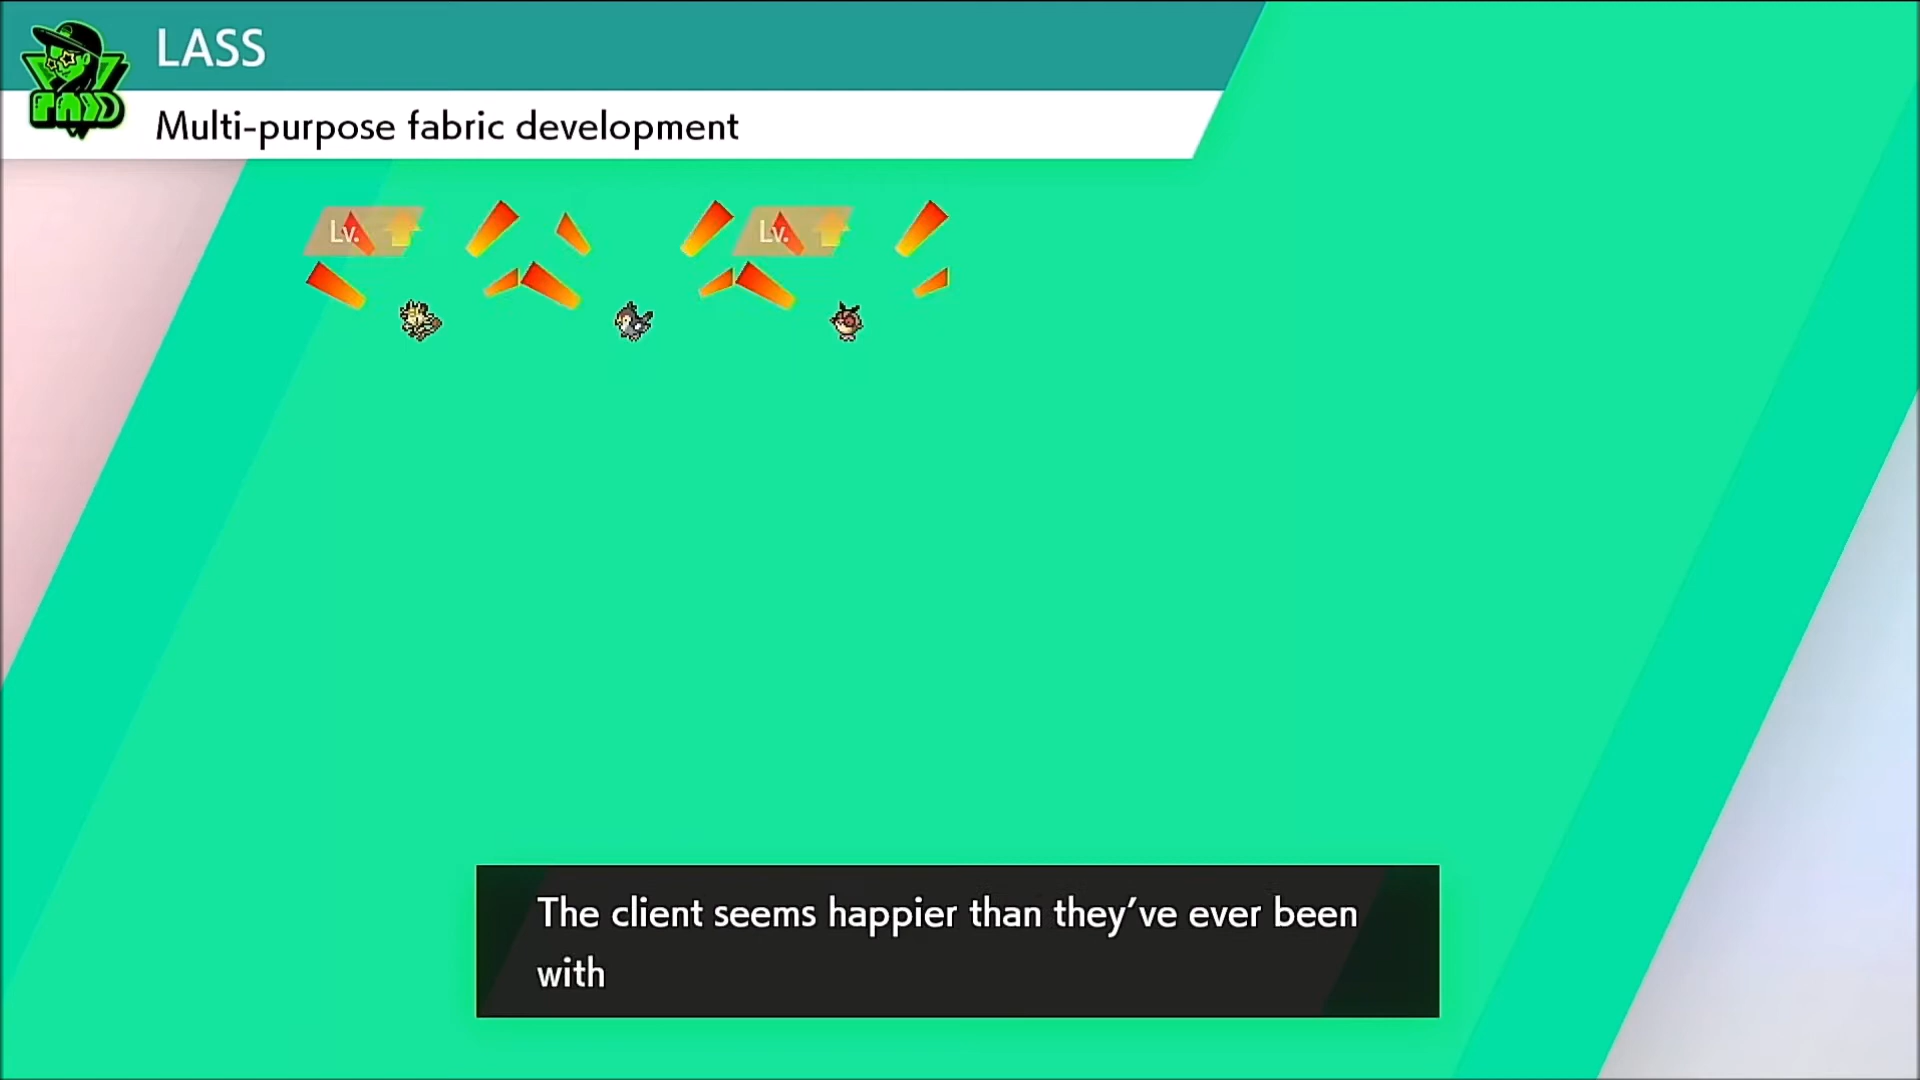 LASS
Multi-purpose fabric development
Lv.
Lv.
The client seems happier than they've ever been
with